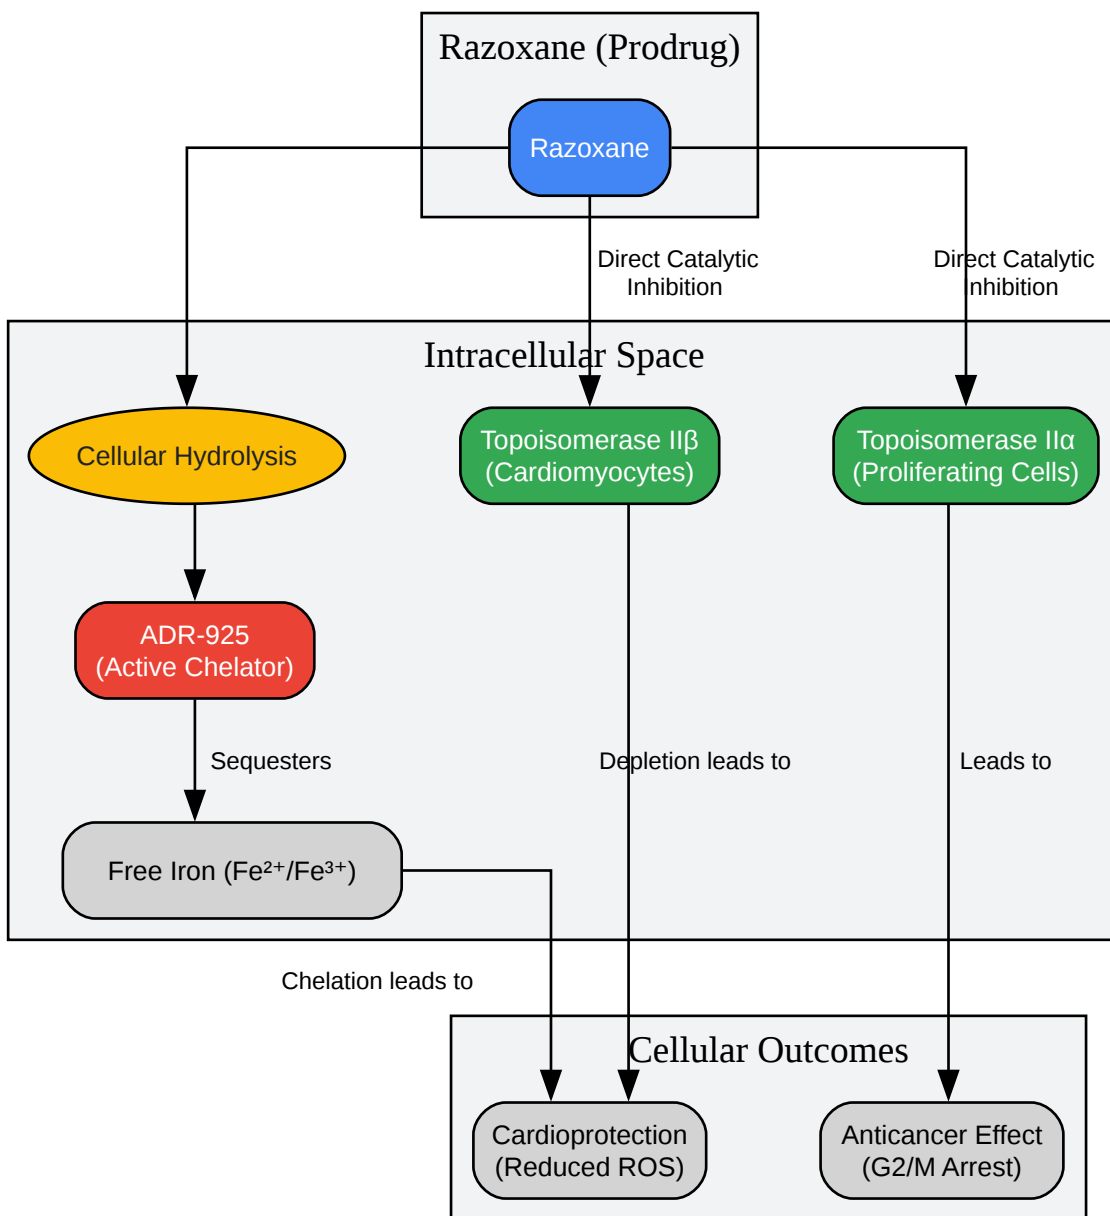 Razoxane (Prodrug)
Razoxane
Direct Catalytic
Inhibition
Direct Catalytic
Inhibition
Intracellular Space
Cellular Hydrolysis
Topoisomerase IIβ
(Cardiomyocytes)
Topoisomerase IIα
(Proliferating Cells)
ADR-925
(Active Chelator)
Sequesters
Depletion leads to
Leads to
Free Iron (Fe²⁺/Fe³⁺)
Chelation leads to
Cellular Outcomes
Cardioprotection
(Reduced ROS)
Anticancer Effect
(G2/M Arrest)